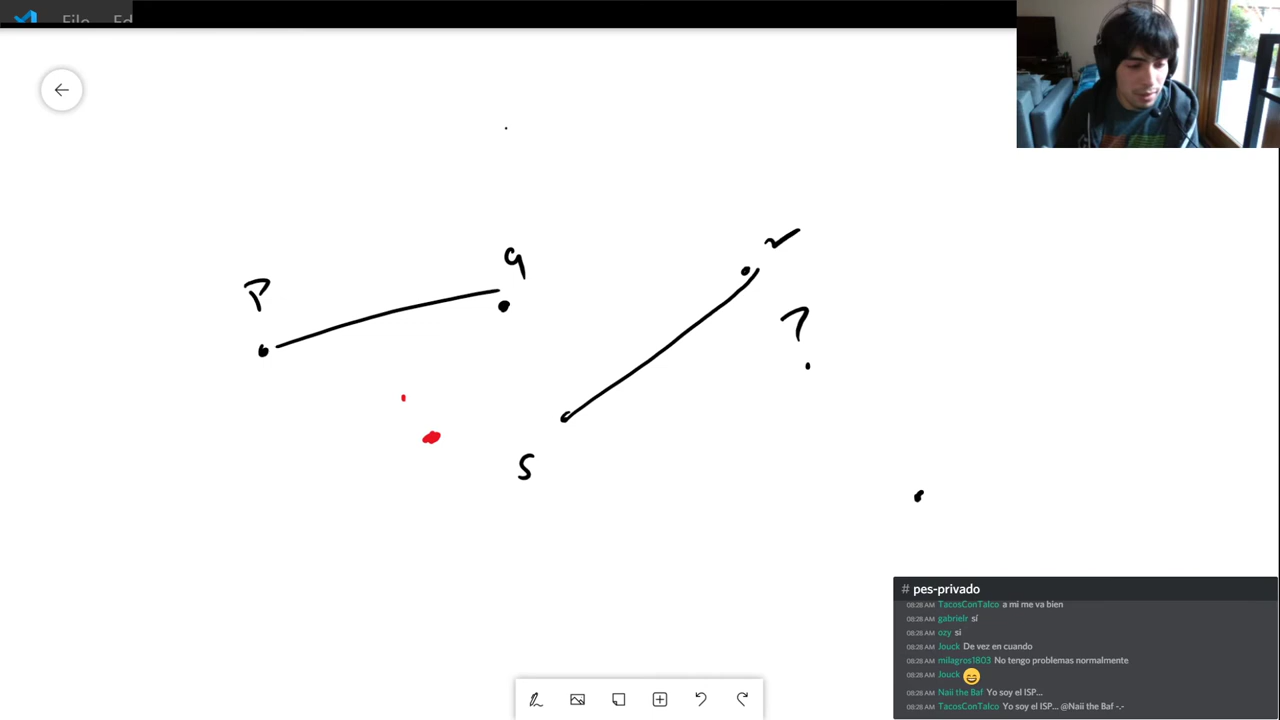 File Ed
q
r
P
?
S
# pes-privado
08:28 AM TacosConTalco a mi me va bien
08:28 AM gabrielr sí
08:28 AM ozy si
08:28 AM Jouck De vez en cuando
08:28 AM milagros1803 No tengo problemas normalmente
08:28 AM Jouck
08:28 AM Naii the Baf Yo soy el ISP...
08:28 AM TacosConTalco Yo soy el ISP... @Naii the Baf -.-